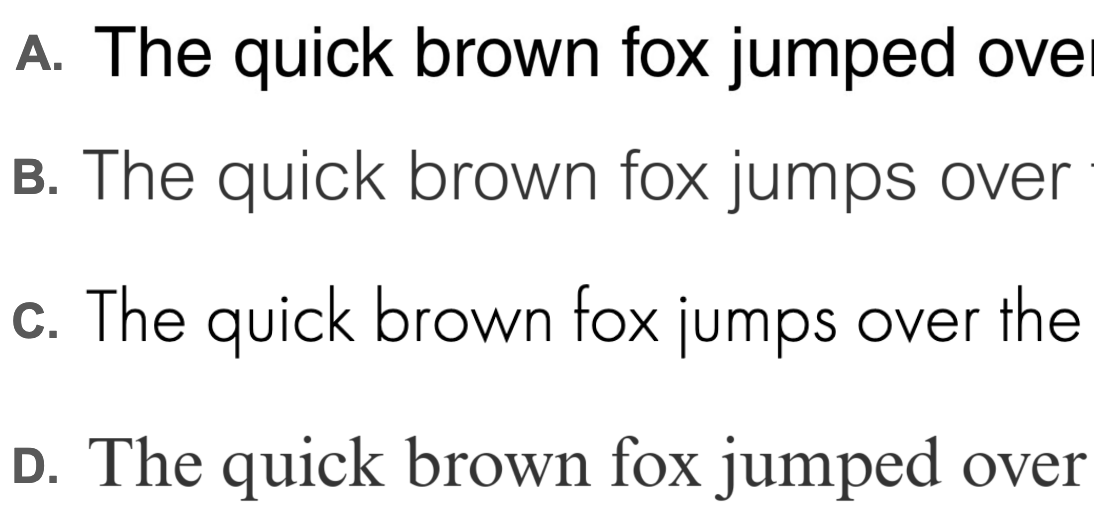 A. The quick brown fox jumped over
B. The quick brown fox jumps over
C. The quick brown fox jumps over the
D. The quick brown fox jumped over